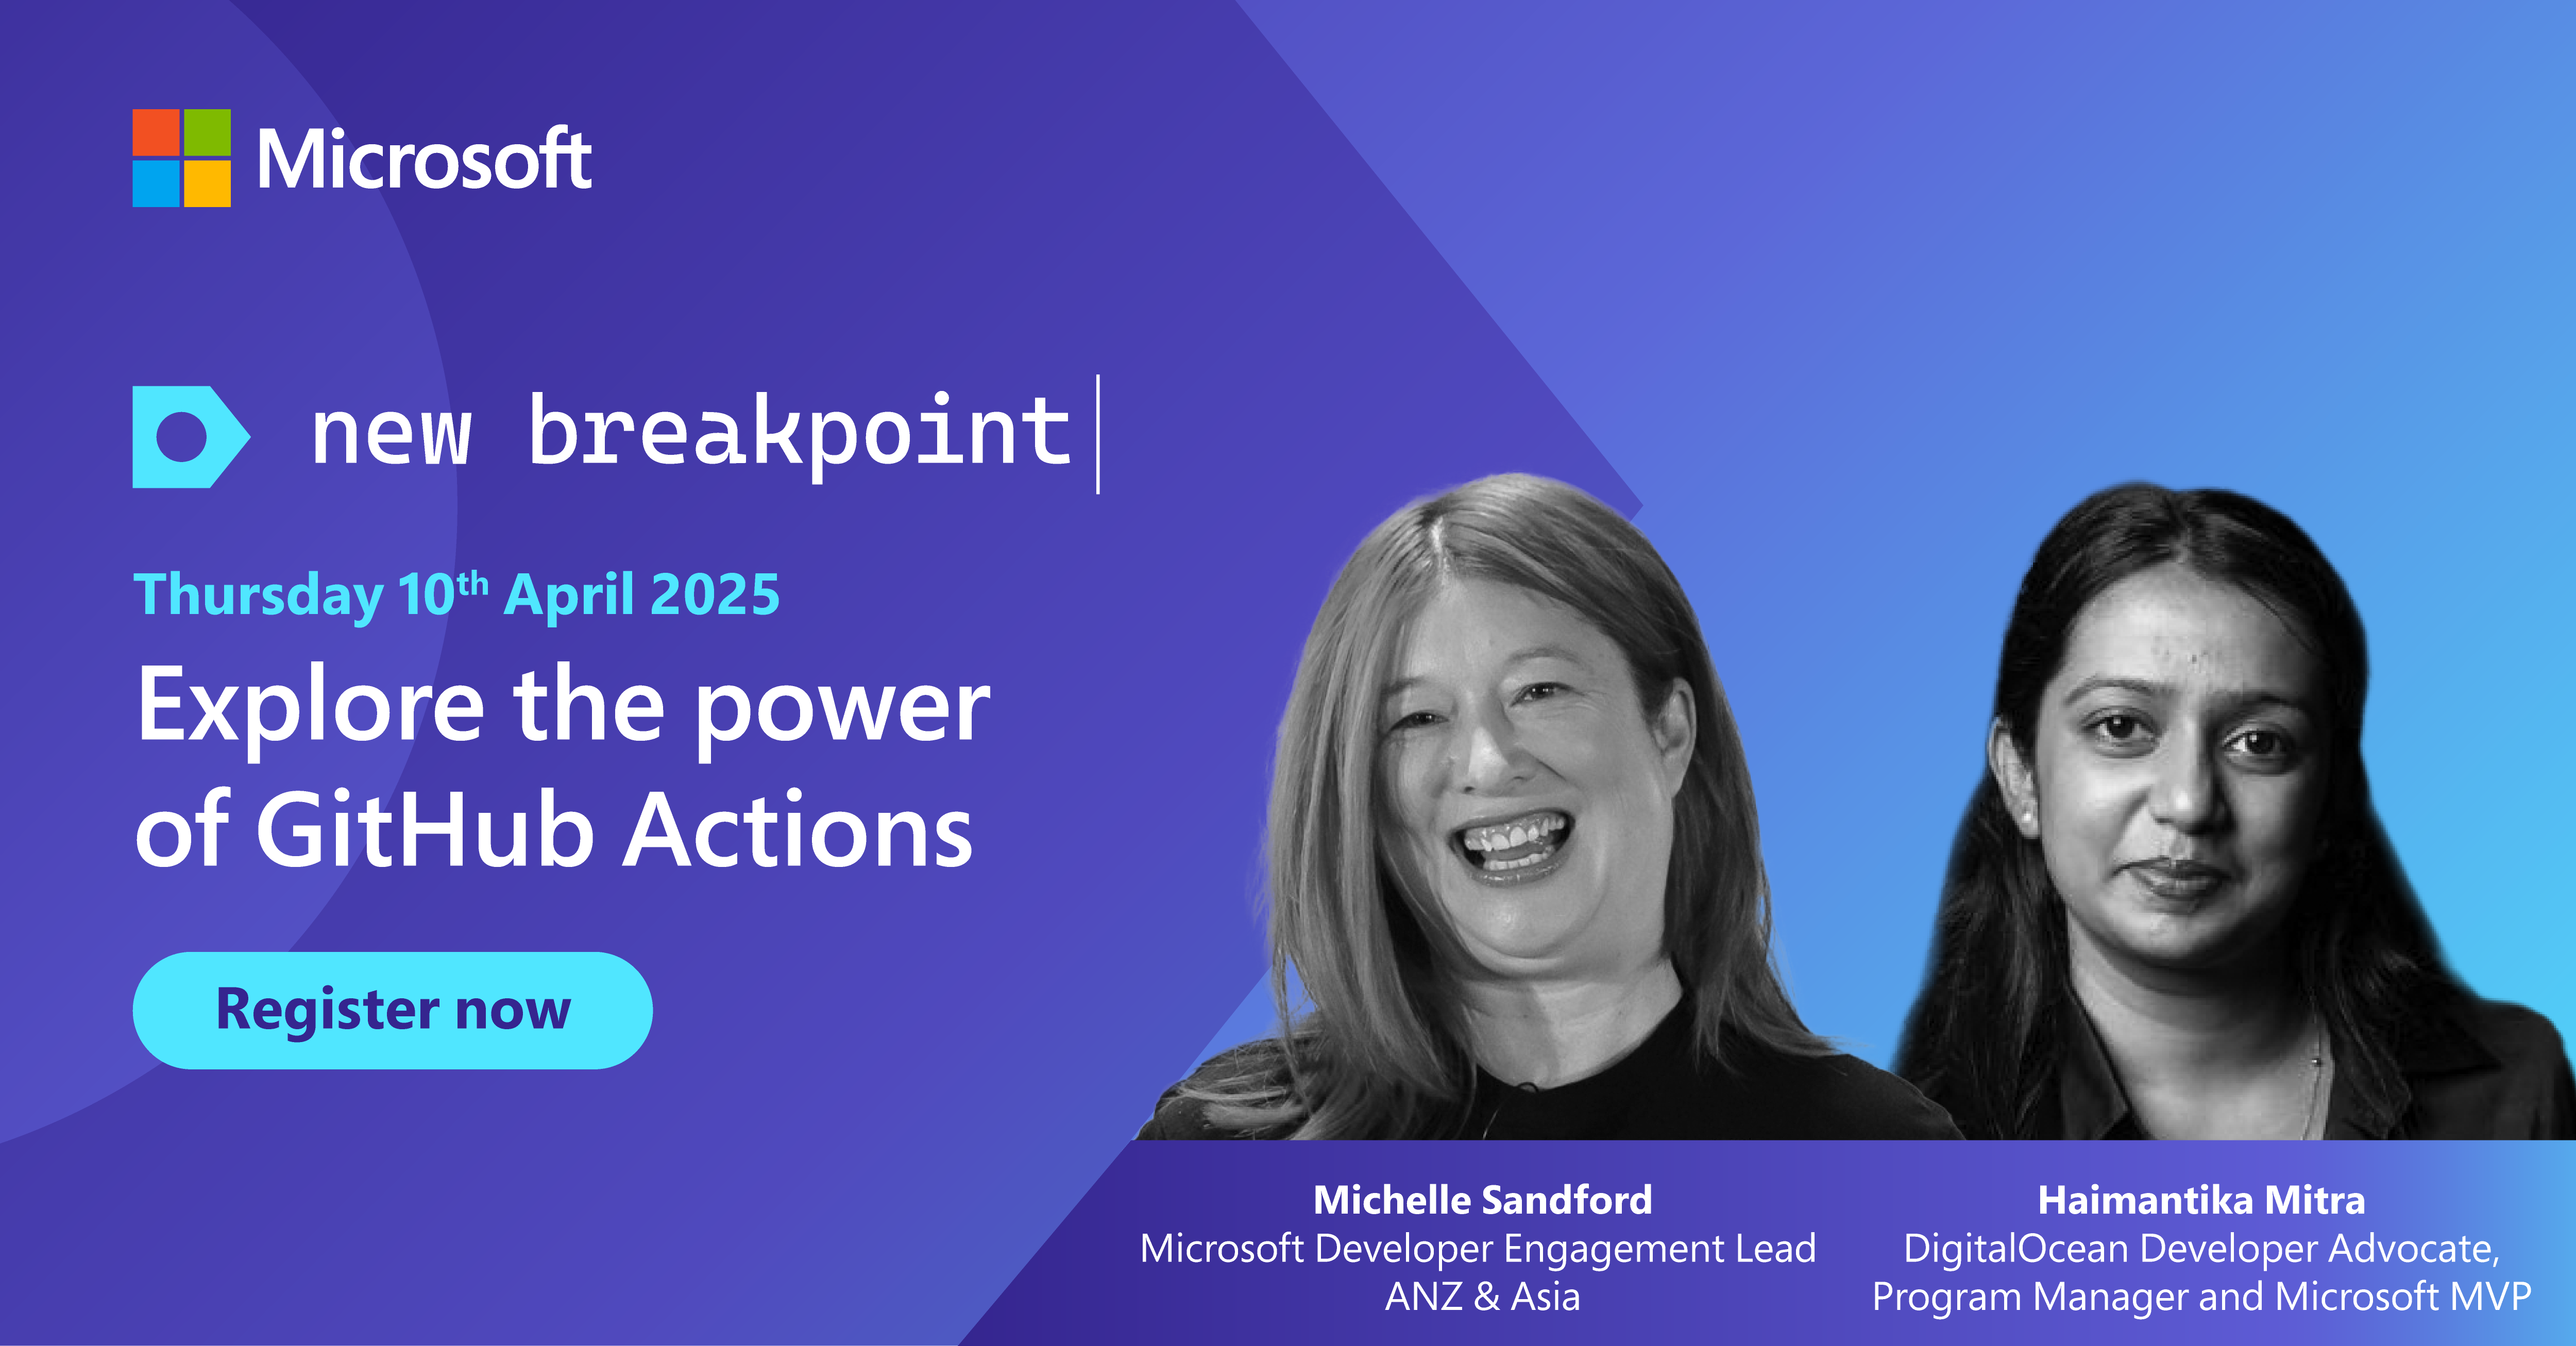 Microsoft
new breakpoint
Thursday 10th April 2025
Explore the power
of GitHub Actions
Register now
Michelle Sandford
Microsoft Developer Engagement Lead
ANZ & Asia
Haimantika Mitra
DigitalOcean Developer Advocate,
Program Manager and Microsoft MVP